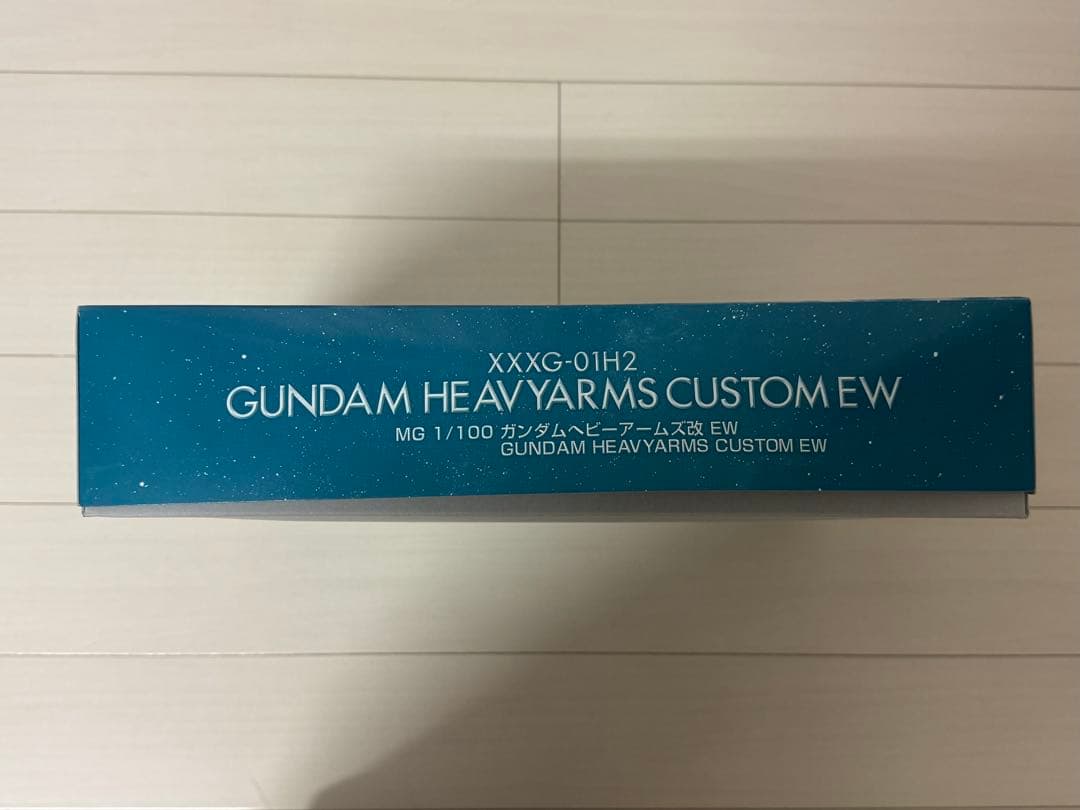 XXXG-01H2
GUNDAM HEAVYARMS CUSTOM EW
MG 1/100 ガンダムヘビーアームズ改 EW
GUNDAM HEAVYARMS CUSTOM EW